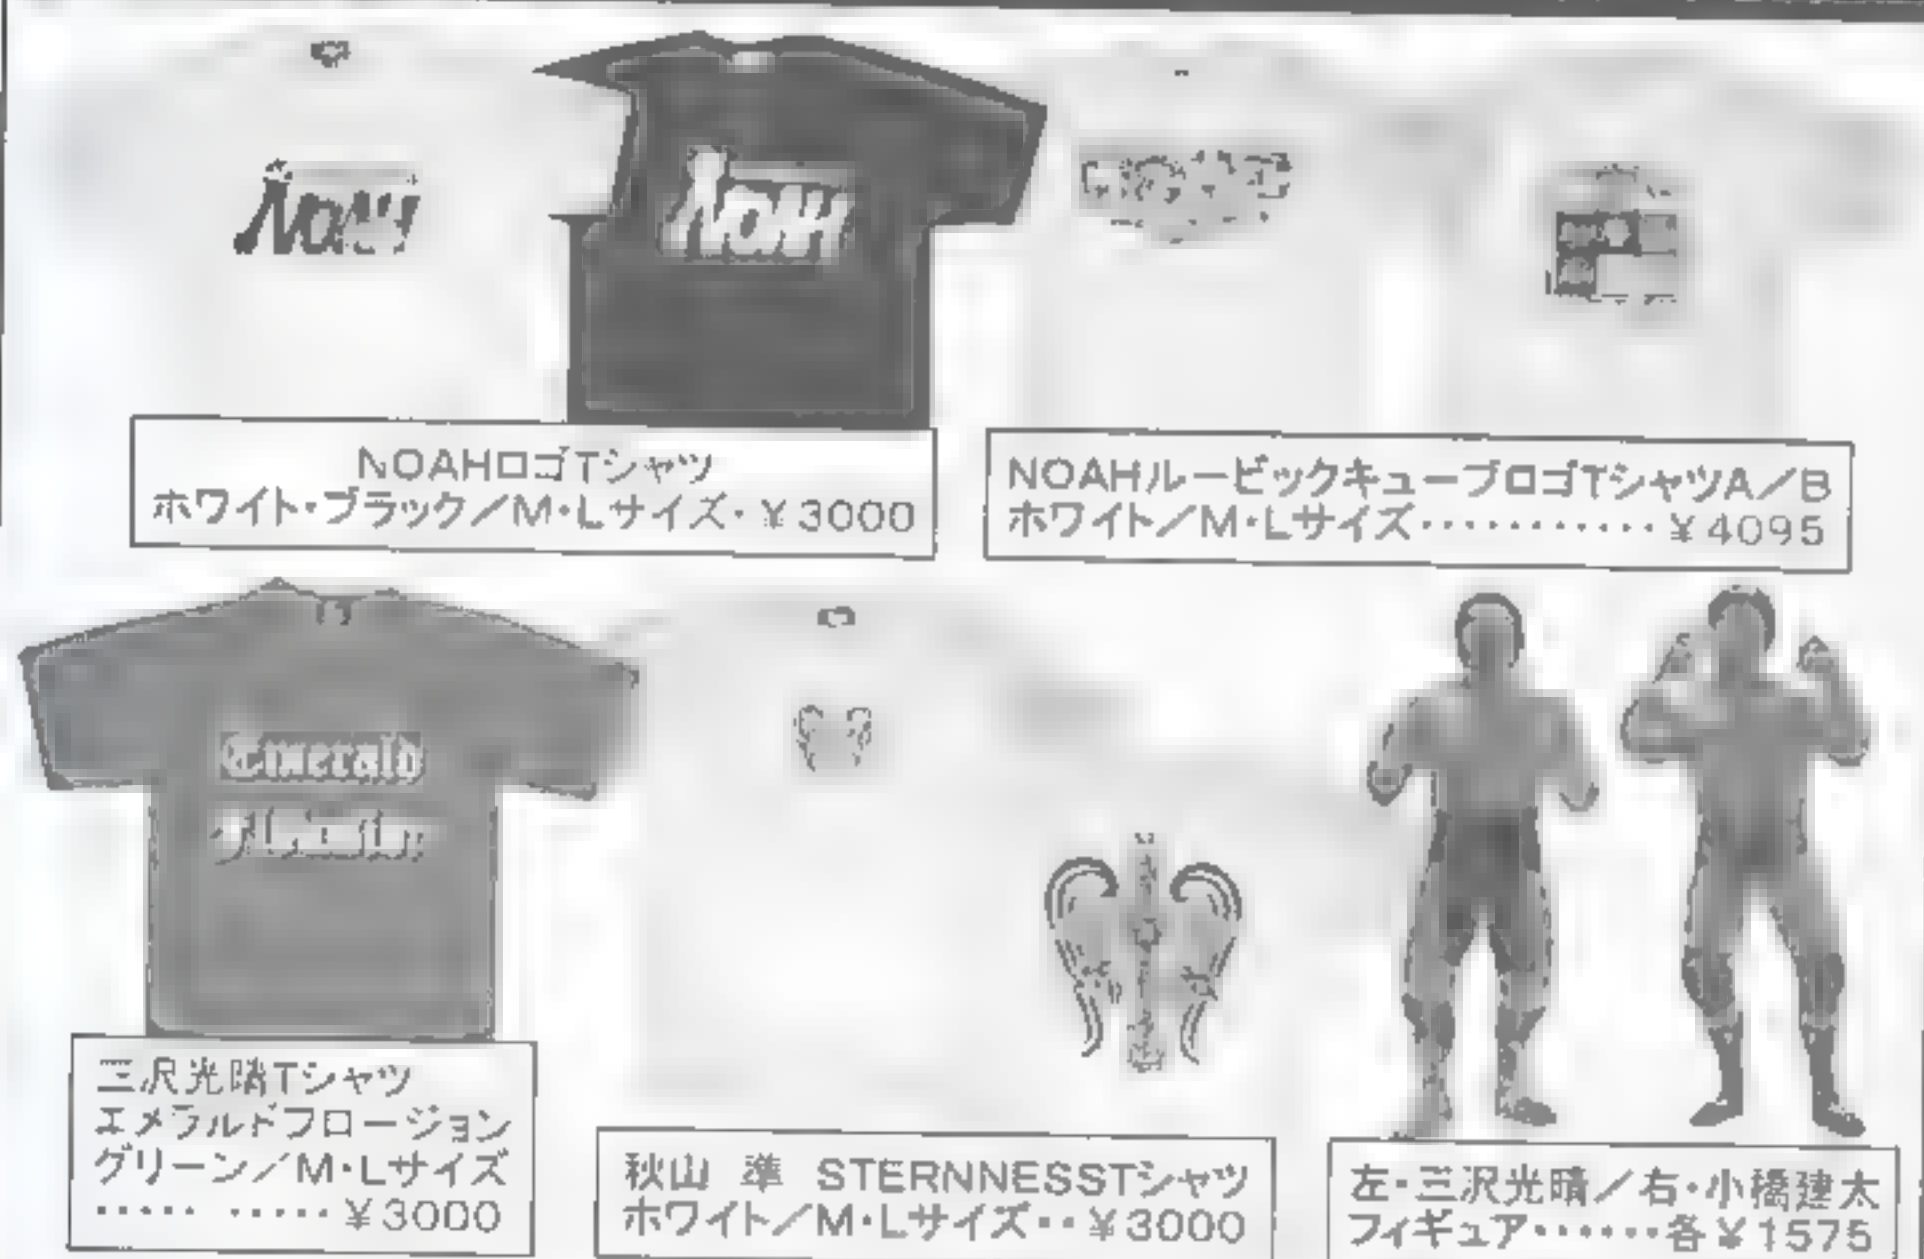 NOAH
NOAH
NOAHロゴTシャツ
ホワイト・ブラック／M・Lサイズ・￥3000
NOAHルービックキューブロゴTシャツA／B
ホワイト／M・Lサイズ・・・・・・・・・・・・￥4095
Emerald
三沢光晴Tシャツ
エメラルドフロージョン
グリーン／M・Lサイズ
・・・・・ ・・・・・￥3000
秋山 準 STERNNESSTシャツ
ホワイト／M・Lサイズ・・￥3000
左・三沢光晴／右・小橋建太
フィギュア・・・・・・各￥1575